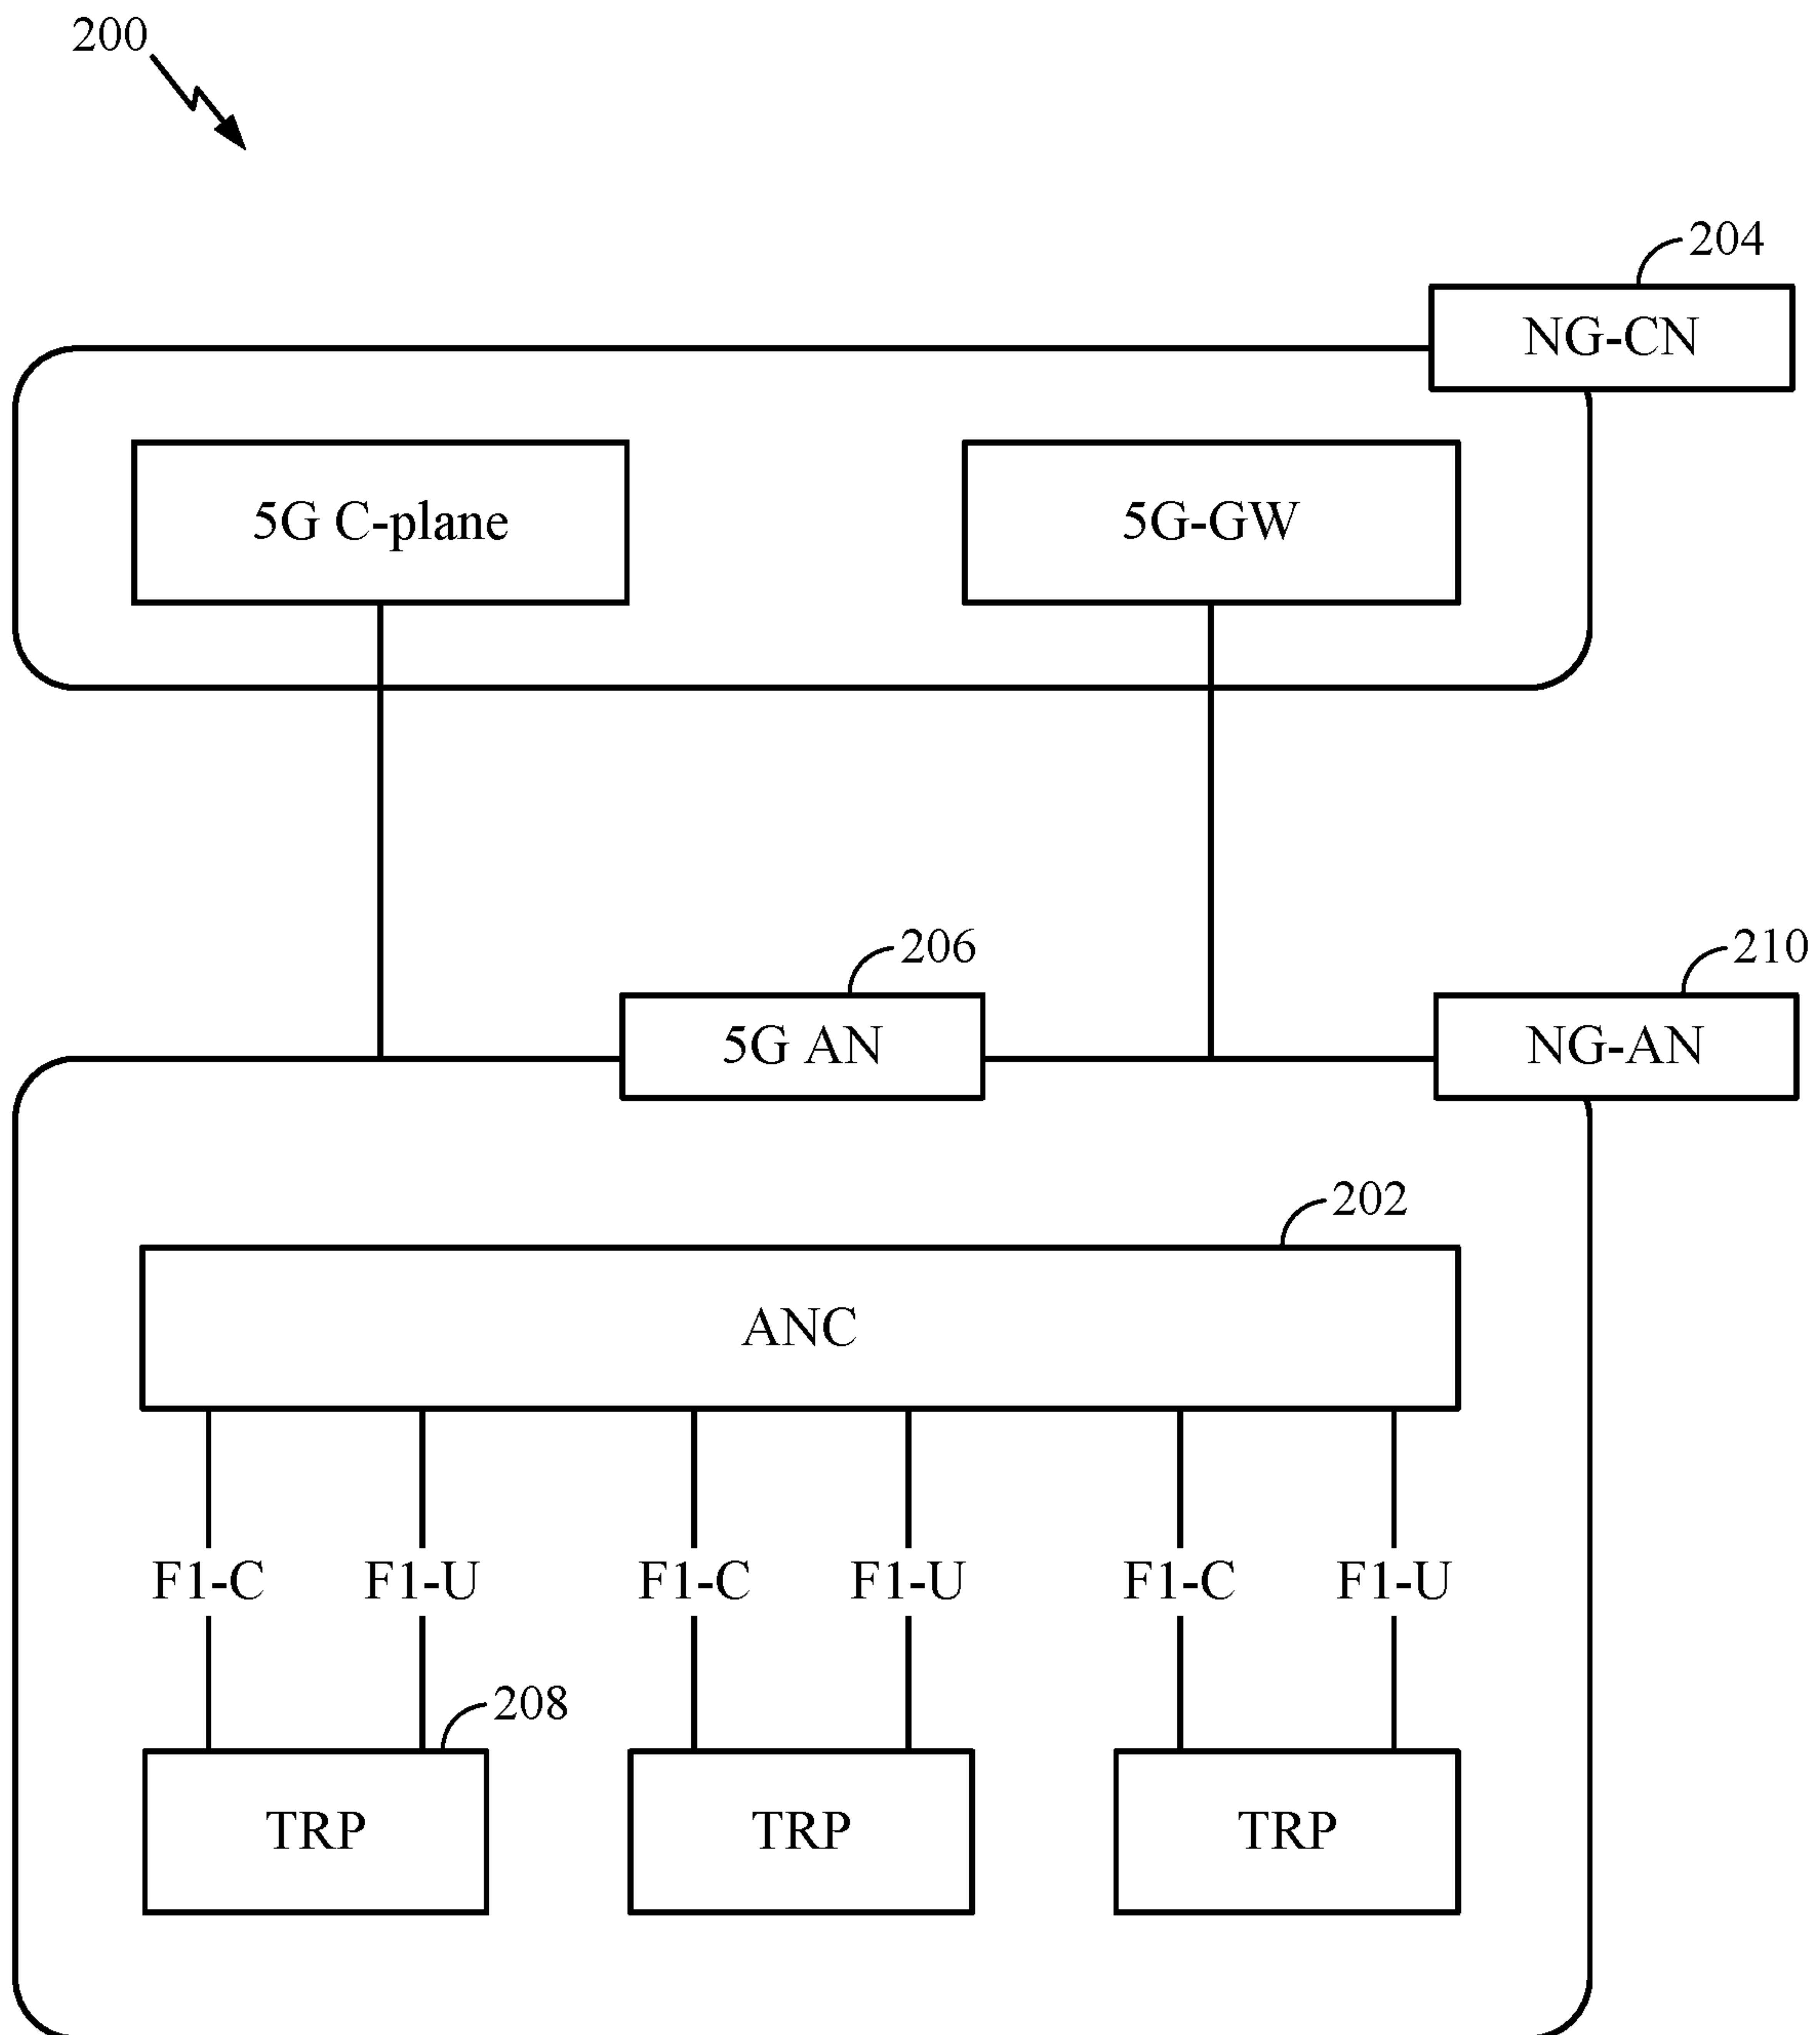 200
204
NG-CN
5G C-plane
5G-GW
206
210
5G AN
NG-AN
202
ANC
F1-C
F1-U
F1-C
F1-U
F1-C
F1-U
208
TRP
TRP
TRP